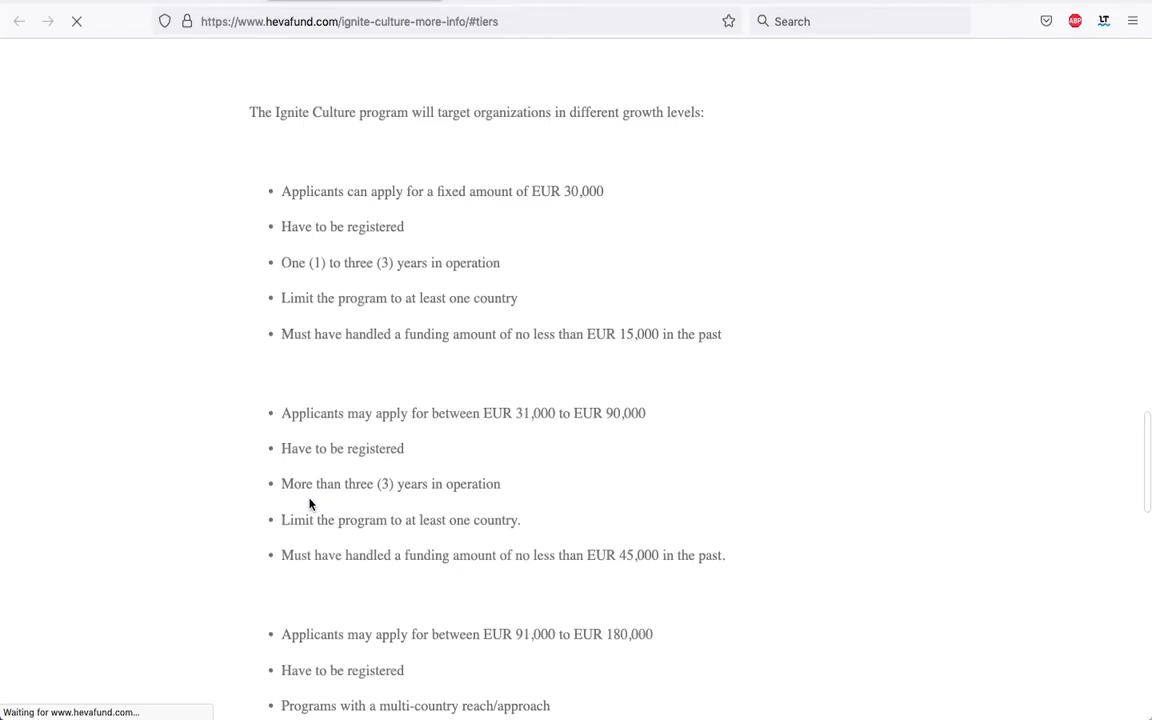 https://www.hevafund.com/ignite-culture-more-info/#tiers
Search
ABP
LT
The Ignite Culture program will target organizations in different growth levels:
• Applicants can apply for a fixed amount of EUR 30,000
• Have to be registered
• One (1) to three (3) years in operation
• Limit the program to at least one country
• Must have handled a funding amount of no less than EUR 15,000 in the past
• Applicants may apply for between EUR 31,000 to EUR 90,000
• Have to be registered
• More than three (3) years in operation
• Limit the program to at least one country.
• Must have handled a funding amount of no less than EUR 45,000 in the past.
• Applicants may apply for between EUR 91,000 to EUR 180,000
• Have to be registered
• Programs with a multi-country reach/approach
Waiting for www.hevafund.com...